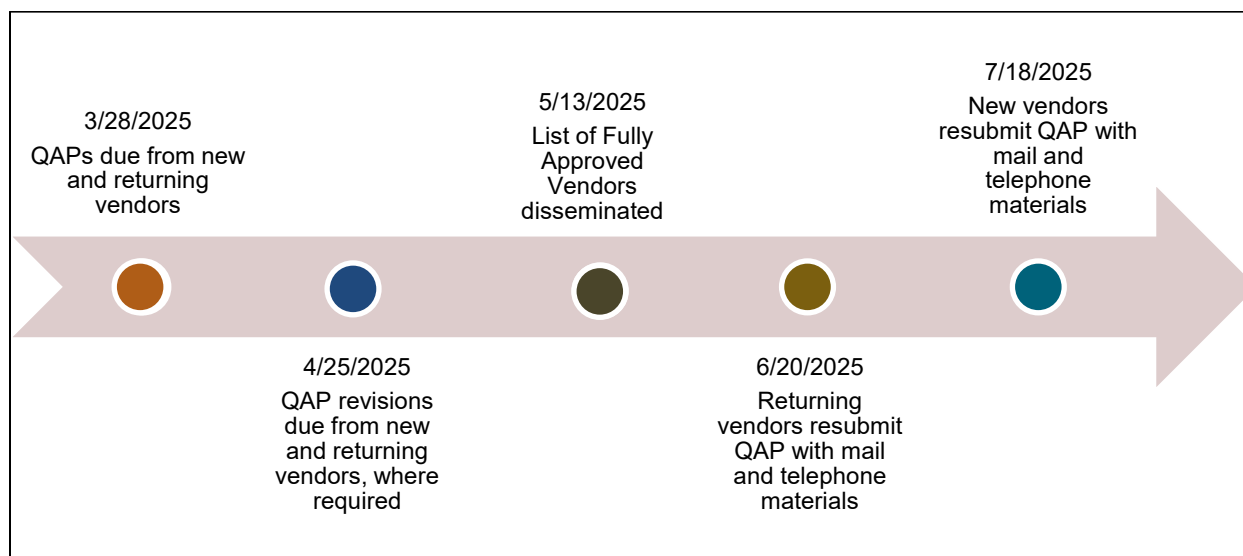 3/28/2025
QAPs due from new
and returning
vendors
4/25/2025
QAP revisions
due from new
and returning
vendors, where
required
5/13/2025
List of Fully
Approved
Vendors
disseminated
6/20/2025
Returning
vendors resubmit
QAP with mail
and telephone
materials
7/18/2025
New vendors
resubmit QAP with
mail and
telephone
materials